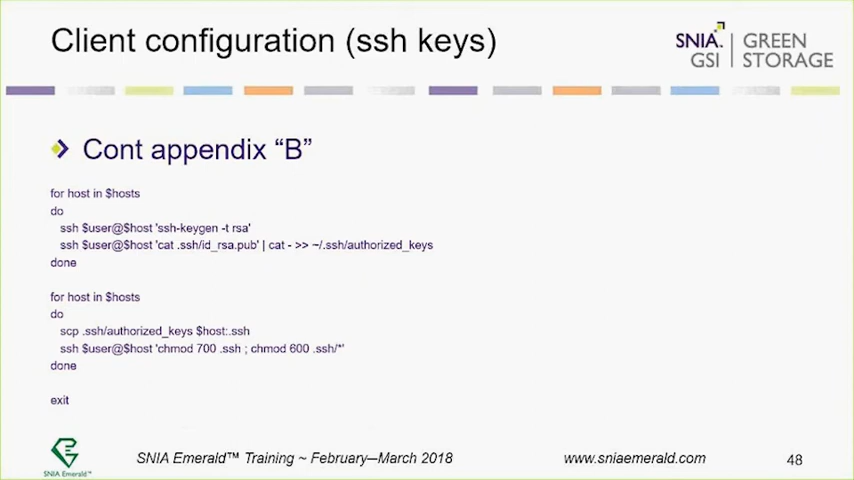 Client configuration (ssh keys)
SNIA.
GSI
GREEN
STORAGE
Cont appendix “B”
for host in $hosts
do
ssh $user@$host 'ssh-keygen -t rsa'
ssh $user@$host 'cat .ssh/id_rsa.pub' | cat - >> ~/.ssh/authorized_keys
done
for host in $hosts
do
scp .ssh/authorized_keys $host:.ssh
ssh $user@$host 'chmod 700 .ssh ; chmod 600 .ssh/*'
done
exit
SNIA Emerald™
SNIA Emerald™ Training ~ February—March 2018
www.sniaemerald.com
48